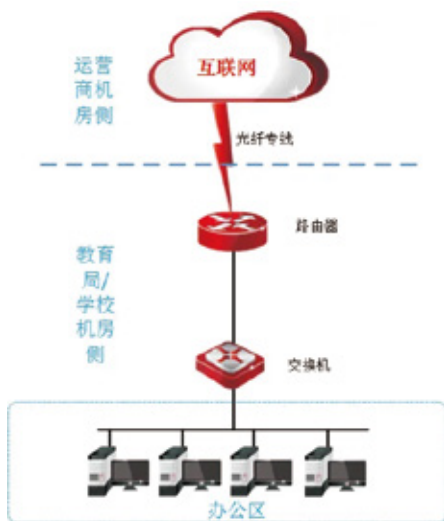 运营
商机
房侧
互联网
光纤专线
路由器
教育
局/
学校
机房
侧
交换机
办公区